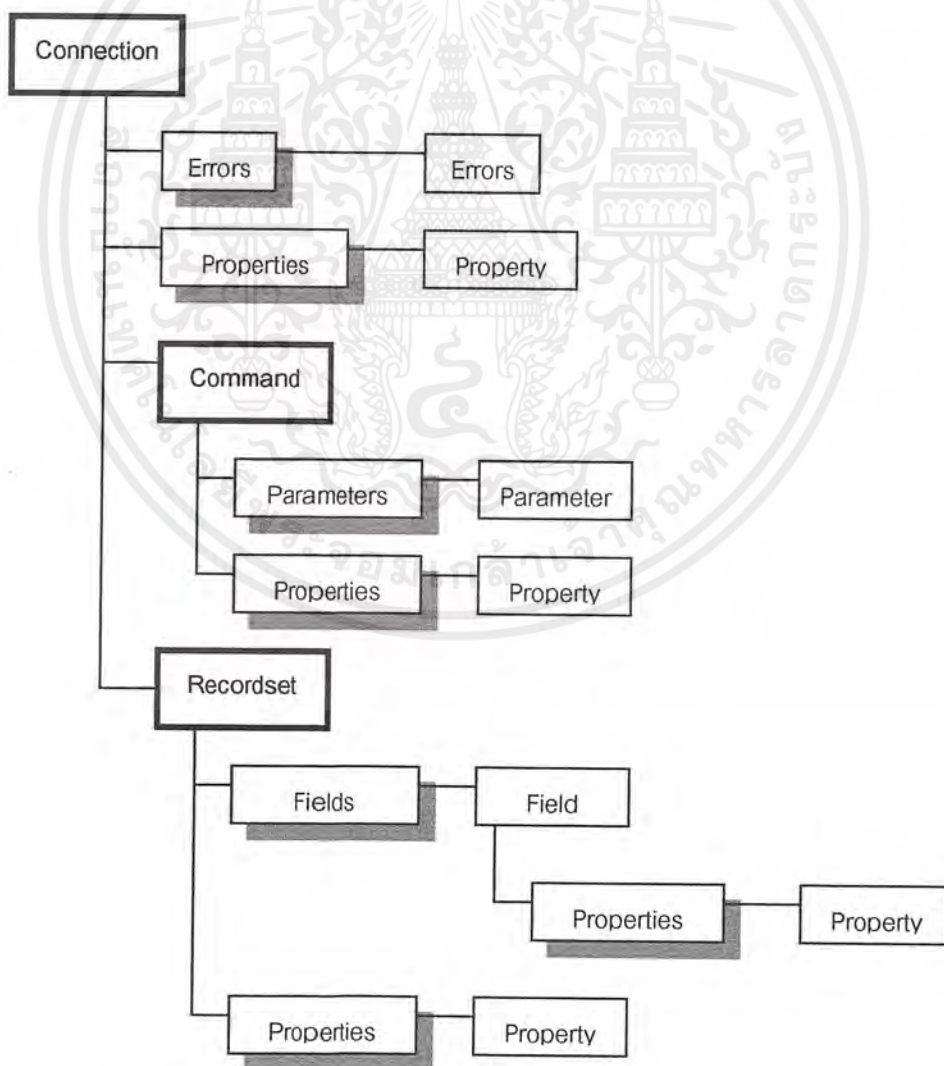 Connection
Errors
Errors
Properties
Property
Command
Parameters
Parameter
Properties
Property
Recordset
Fields
Field
Properties
Property
Properties
Property